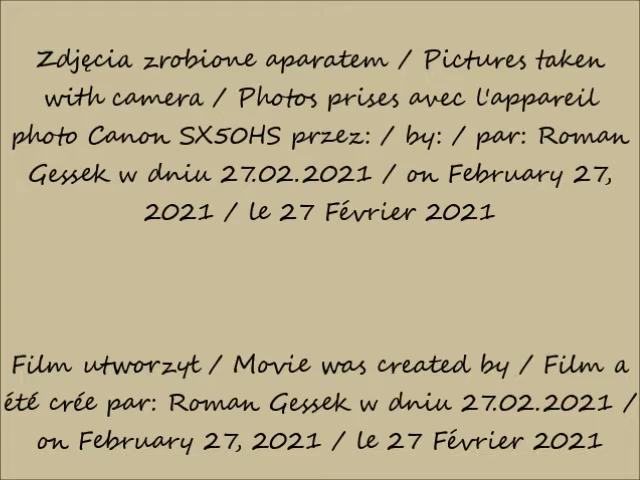 Zdjęcia zrobione aparatem / Pictures taken
with camera / Photos prises avec l'appareil
photo Canon SX50HS przez: / by: / par: Roman
Gessek w dniu 27.02.2021 / on February 27,
2021 / le 27 Février 2021
Film utworzył / Movie was created by / Film a
été crée par: Roman Gessek w dniu 27.02.2021 /
on February 27, 2021 / le 27 Février 2021